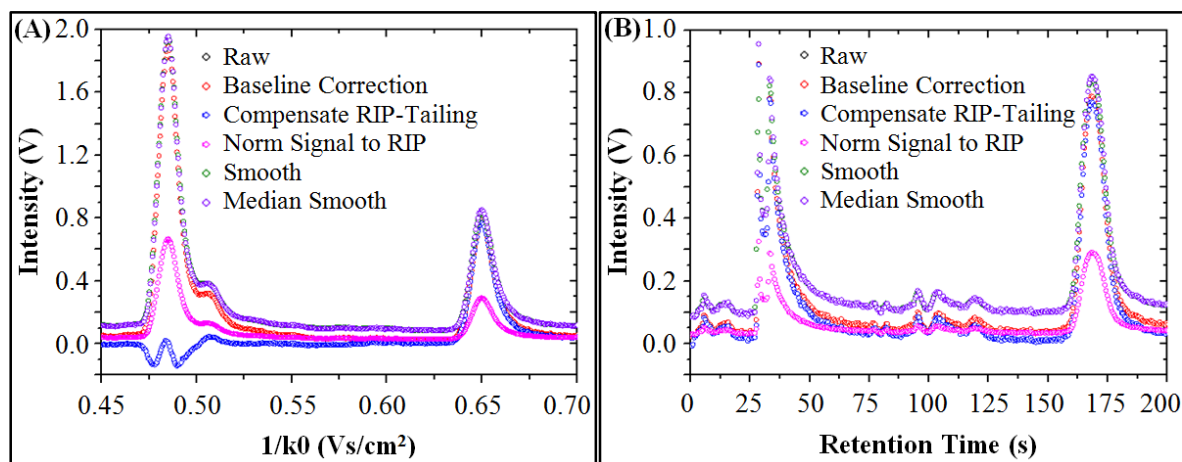 (A)
2.0
1.6
1.2
0.8
0.4
0.0
Intensity (V)
Raw
Baseline Correction
Compensate RIP-Tailing
Norm Signal to RIP
Smooth
Median Smooth
0.45 0.50 0.55 0.60 0.65 0.70
1/k0 (Vs/cm²)
(B)
1.0
0.8
0.6
0.4
0.2
0.0
Intensity (V)
Raw
Baseline Correction
Compensate RIP-Tailing
Norm Signal to RIP
Smooth
Median Smooth
0 25 50 75 100 125 150 175 200
Retention Time (s)